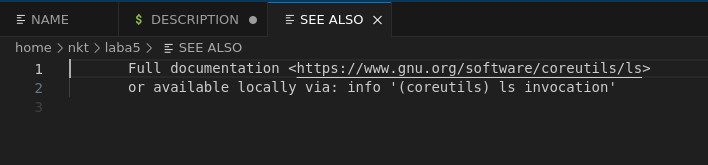 NAME
$ DESCRIPTION
SEE ALSO
home > nkt > laba5 > SEE ALSO
1 Full documentation <https://www.gnu.org/software/coreutils/ls>
2 or available locally via: info '(coreutils) ls invocation'
3